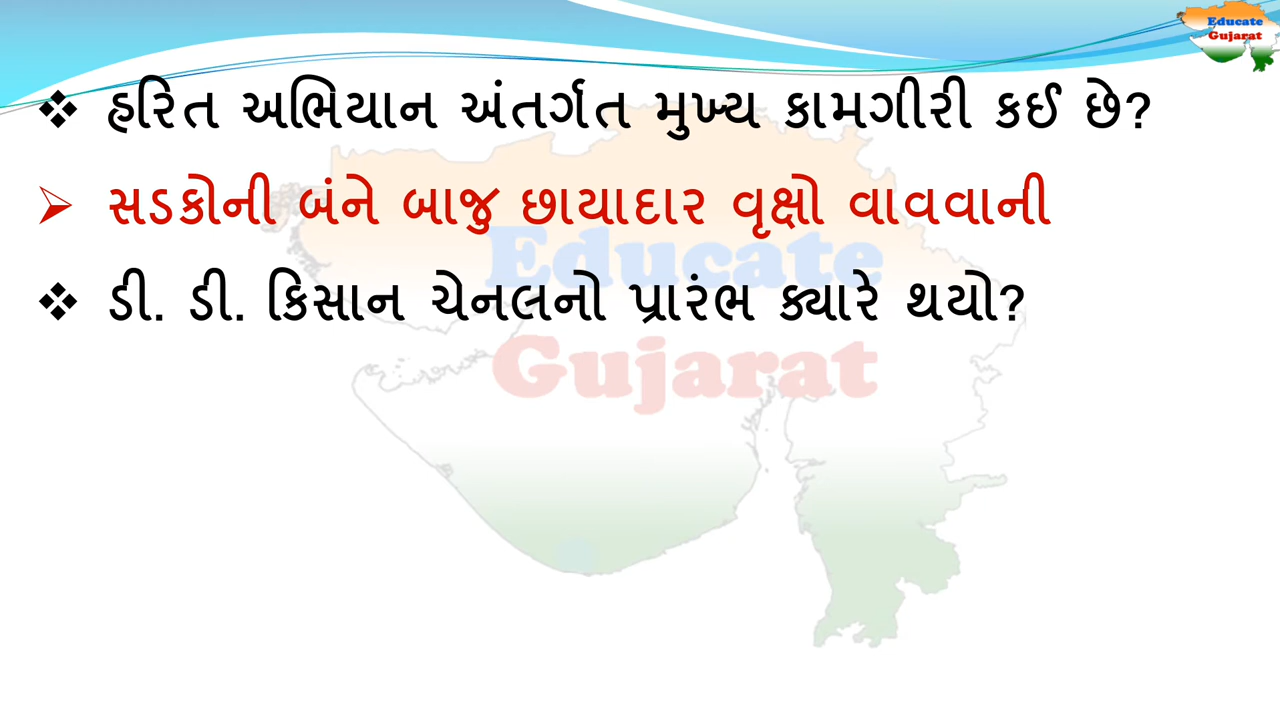 Educate
Gujarat
❖ હરિત અભિયાન અંતર્ગત મુખ્ય કામગીરી કઈ છે?
➢ સડકોની બંને બાજુ છાયાદાર વૃક્ષો વાવવાની
Educate
❖ ડી. ડી. કિસાન ચેનલનો પ્રારંભ ક્યારે થયો?
Gujarat